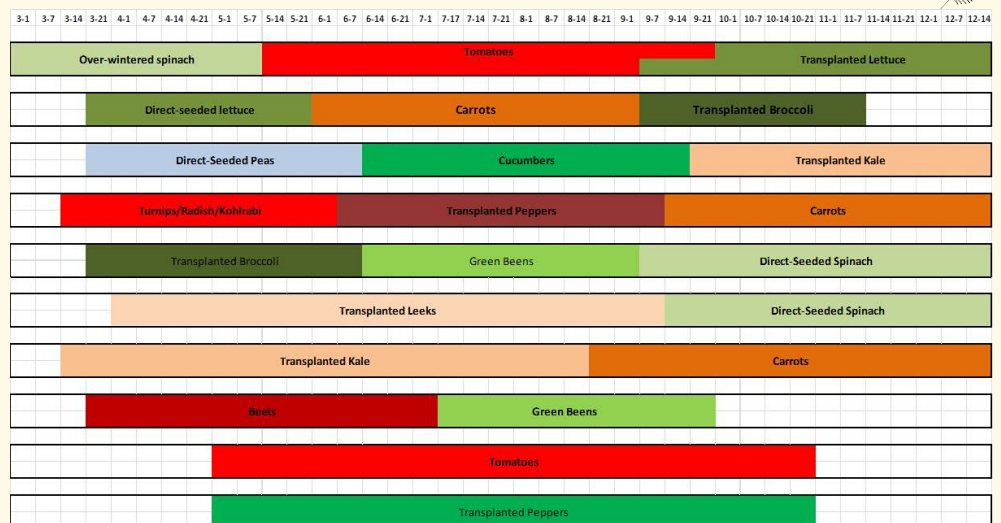 3-1 3-7 3-14 3-21 4-1 4-7 4-14 4-21 5-1 5-7 5-14 5-21 6-1 6-7 6-14 6-21 7-1 7-7 7-14 7-21 8-1 8-7 8-14 8-21 9-1 9-7 9-14 9-21 10-1 10-7 10-14 10-21 11-1 11-7 11-14 11-21 12-1 12-7 12-14
Over-wintered spinach Tomatoes Transplanted Lettuce
Direct-seeded lettuce Carrots Transplanted Broccoli
Direct-Seeded Peas Cucumbers Transplanted Kale
Turnips/Radish/Kohlrabi Transplanted Peppers Carrots
Transplanted Broccoli Green Beens Direct-Seeded Spinach
Transplanted Leeks Direct-Seeded Spinach
Transplanted Kale Carrots
Beets Green Beens
Tomatoes
Transplanted Peppers